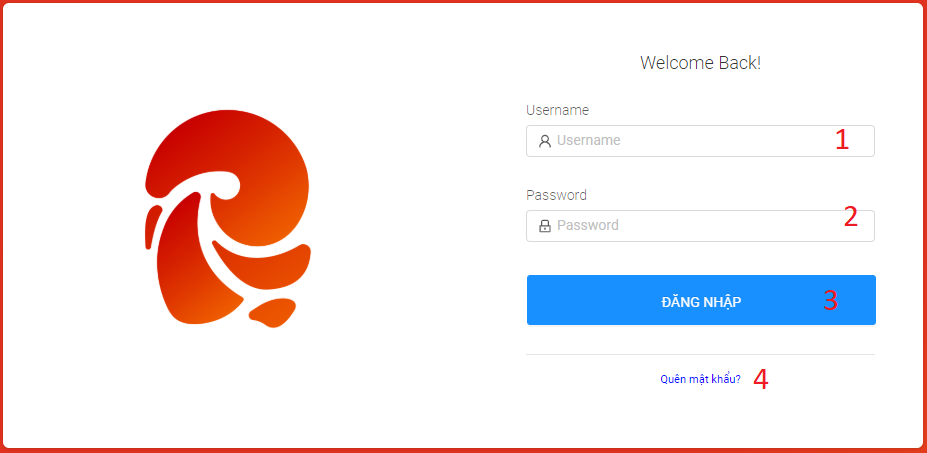 Welcome Back!
Username
Username 1
Password
Password 2
ĐĂNG NHẬP 3
Quên mật khẩu? 4